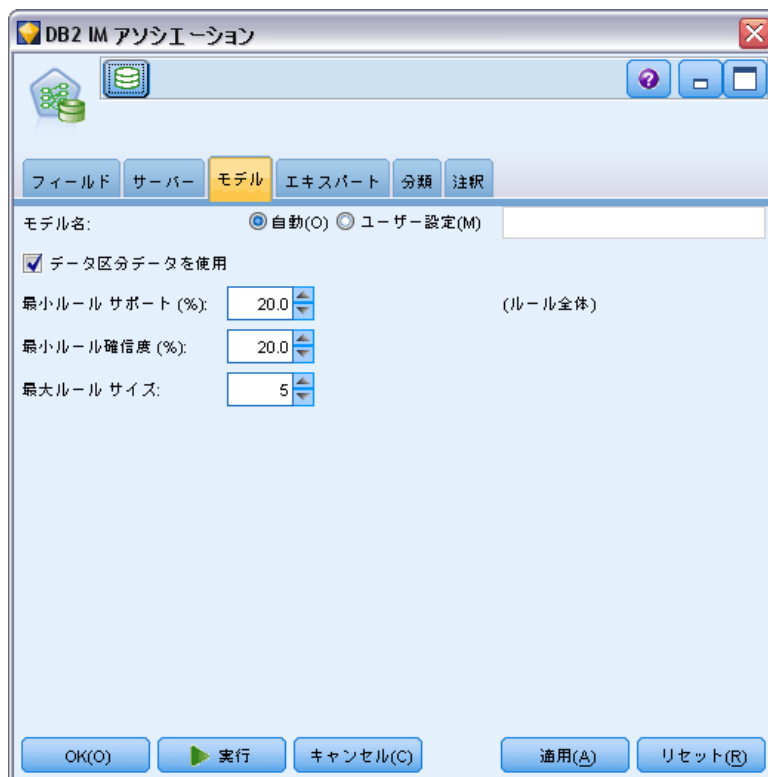 DB2 IM アソシエーション
フィールド サーバー モデル エキスパート 分類 注釈
モデル名: 自動(O) ユーザー設定(M)
データ区分データを使用
最小ルール サポート (%): 20.0 (ルール全体)
最小ルール確信度 (%): 20.0
最大ルール サイズ: 5
OK(O) 実行 キャンセル(C) 適用(A) リセット(R)